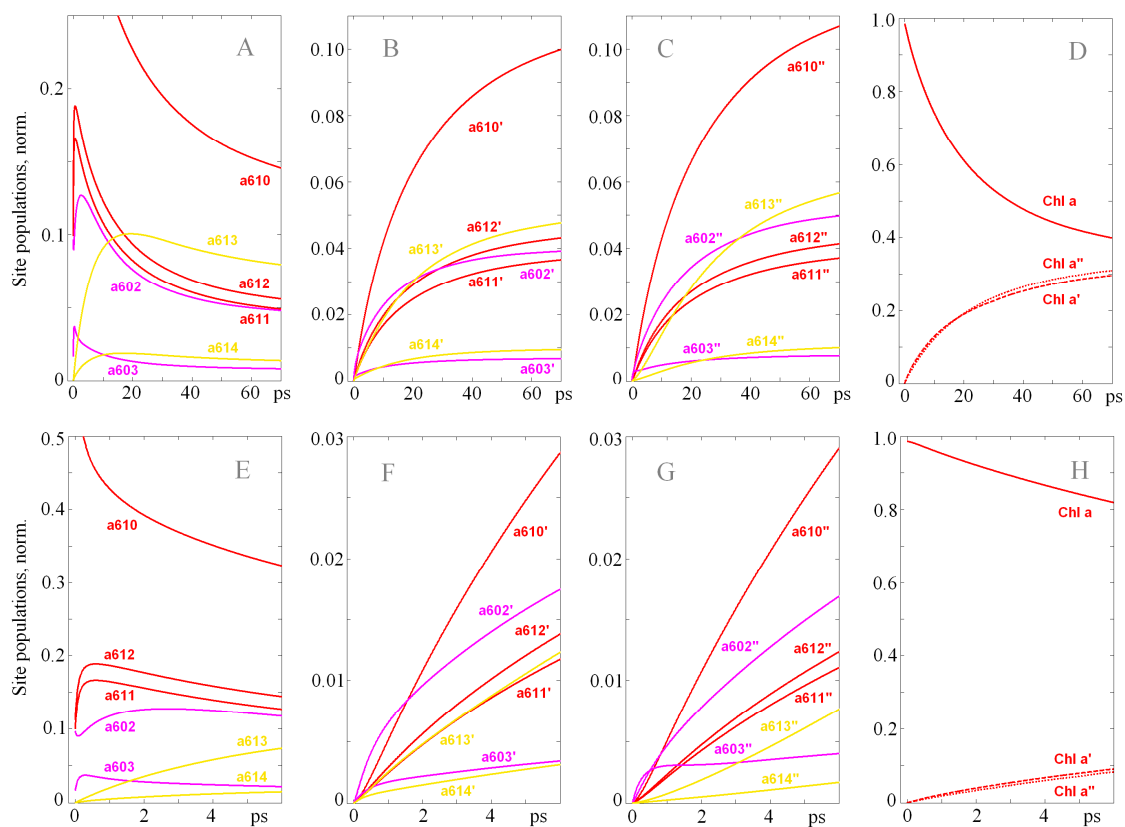 Site populations, norm.
A
0.2
0.1
0
a610
a613
a612
a602
a611
a614
a603
0
20
40
60
ps
B
0.10
0.08
0.06
0.04
0.02
0
a610'
a612'
a613'
a602'
a611'
a614'
a603'
0
20
40
60
ps
C
0.10
0.08
0.06
0.04
0.02
0
a610"
a613"
a602"
a612"
a611"
a603"
a614"
0
20
40
60
ps
D
1.0
0.8
0.6
0.4
0.2
0.0
Chl a
Chl a"
Chl a'
0
20
40
60
ps
Site populations, norm.
E
0.5
0.4
0.3
0.2
0.1
0
a610
a612
a611
a602
a613
a603
a614
0
2
4
ps
F
0.03
0.02
0.01
0
a610'
a602'
a612'
a611'
a613'
a603'
a614'
0
2
4
ps
G
0.03
0.02
0.01
0
a610"
a602"
a612"
a611"
a613"
a603"
a614"
0
2
4
ps
H
1.0
0.8
0.6
0.4
0.2
0.0
Chl a
Chl a'
Chl a"
0
2
4
ps